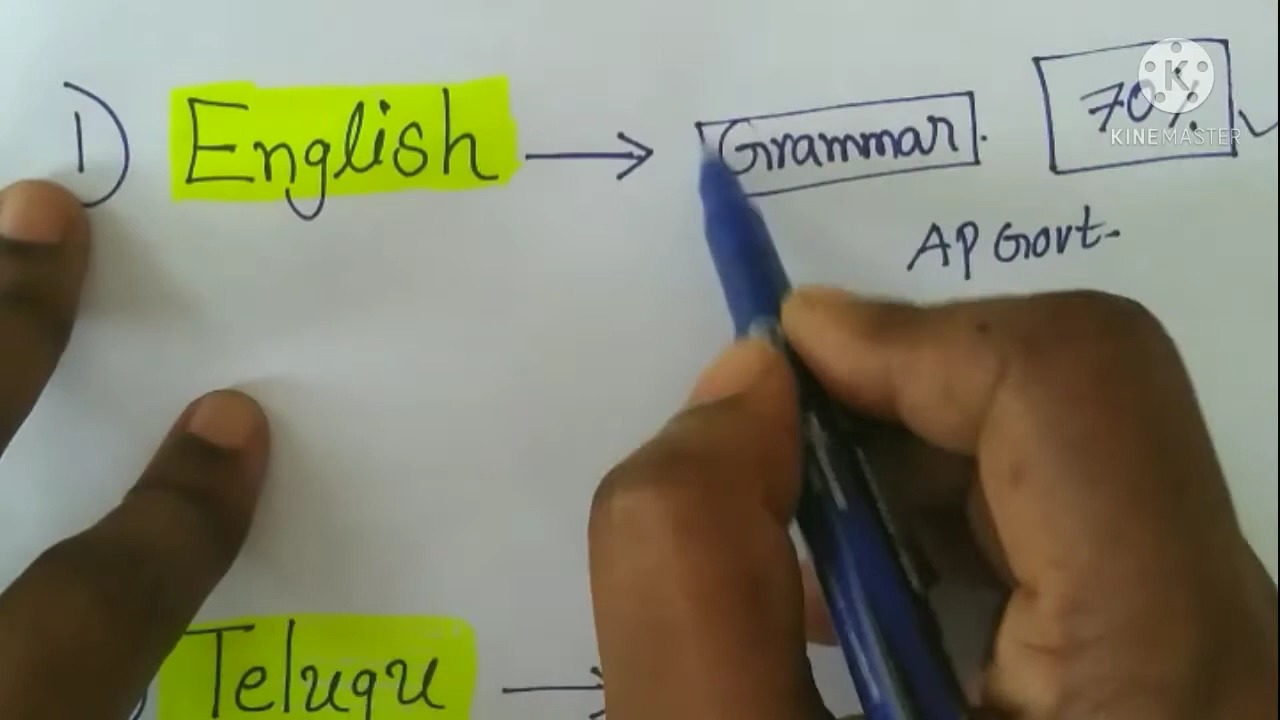 1) English → Grammar. 70%
KINEMASTER
AP Govt.
Telugu →